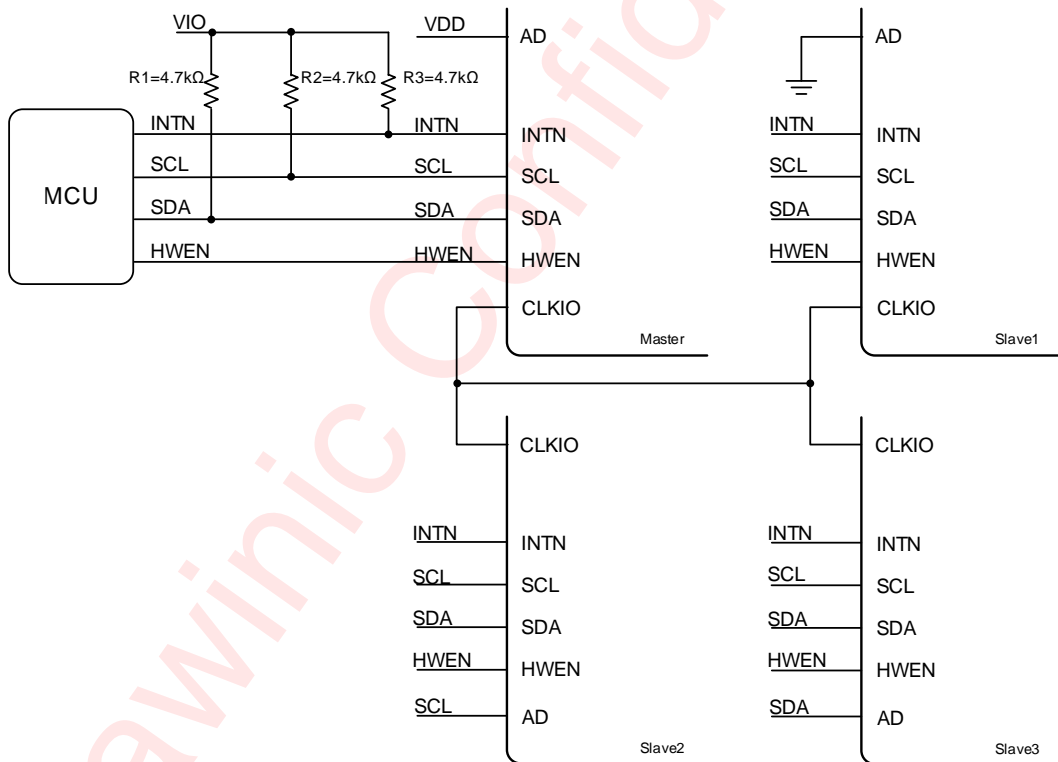 VIO
VDD
AD
AD
R1=4.7kΩ
R2=4.7kΩ
R3=4.7kΩ
MCU
INTN
INTN
INTN
INTN
INTN
SCL
SCL
SCL
SCL
SCL
SDA
SDA
SDA
SDA
SDA
HWEN
HWEN
HWEN
HWEN
HWEN
CLKIO
CLKIO
Master
Slave1
CLKIO
CLKIO
INTN
INTN
INTN
INTN
SCL
SCL
SCL
SCL
SDA
SDA
SDA
SDA
HWEN
HWEN
HWEN
HWEN
SCL
AD
SDA
AD
Slave2
Slave3
awinic Confid